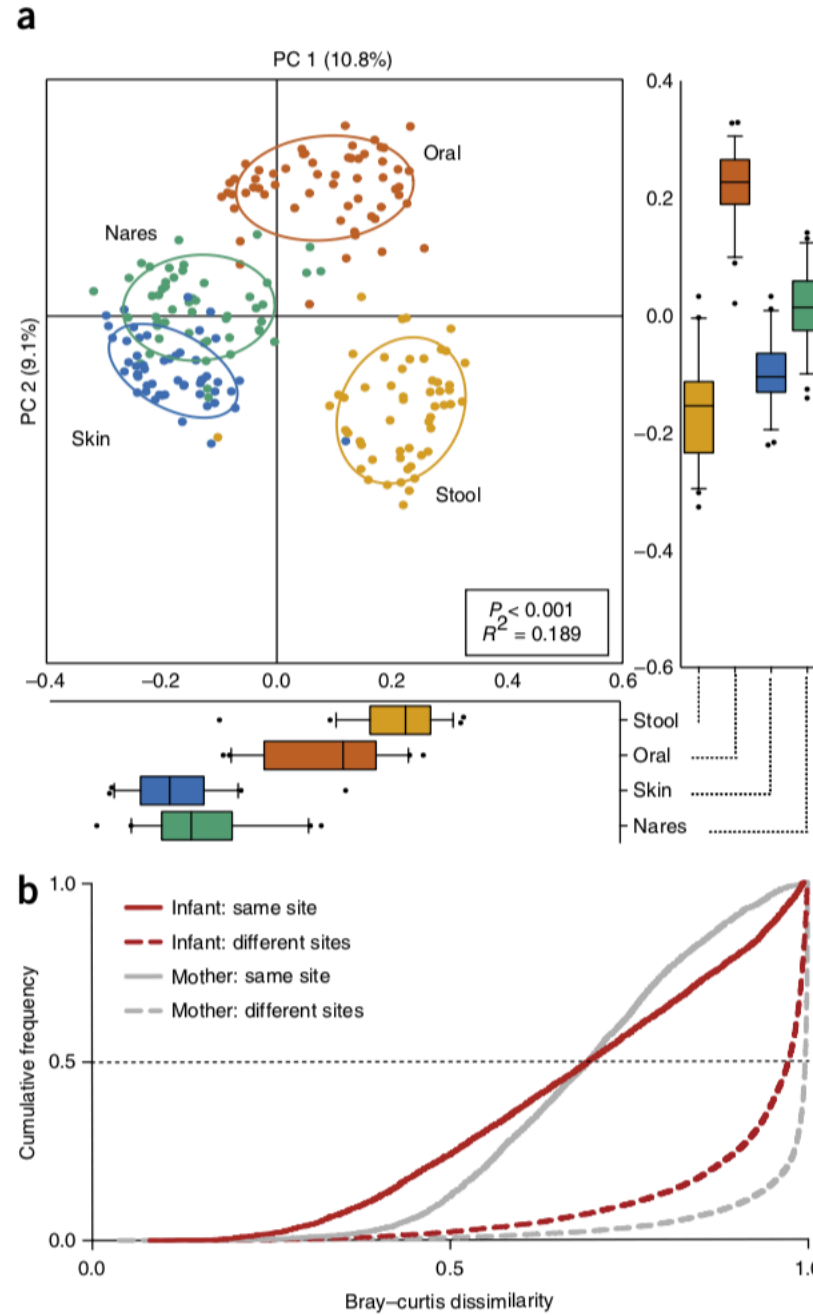 a
PC 1 (10.8%)
0.4
0.2
0.0
–0.2
–0.4
–0.6
Oral
Nares
PC 2 (9.1%)
Skin
Stool
P < 0.001
R2 = 0.189
–0.4 –0.2 0.0 0.2 0.4 0.6
Stool
Oral
Skin
Nares
b
1.0
0.5
0.0
Cumulative frequency
Infant: same site
Infant: different sites
Mother: same site
Mother: different sites
0.0 0.5 1.0
Bray–curtis dissimilarity